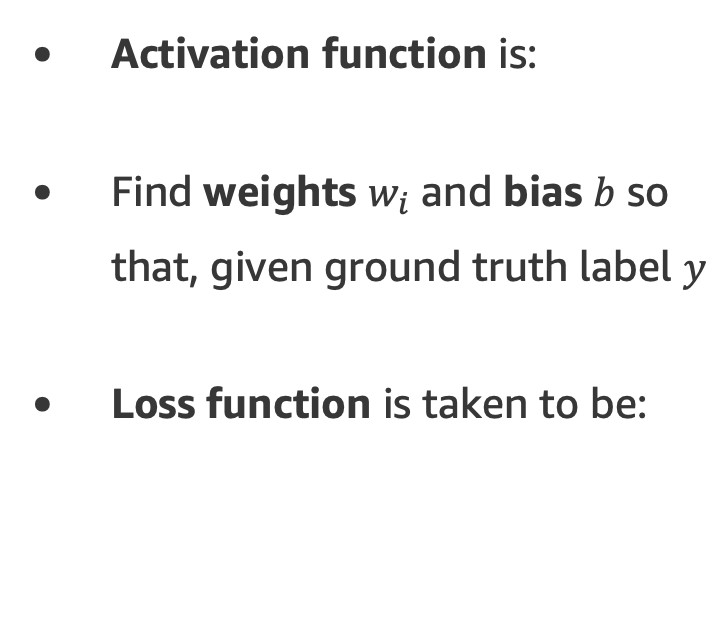 • Activation function is:
• Find weights wᵢ and bias b so
that, given ground truth label y
• Loss function is taken to be: